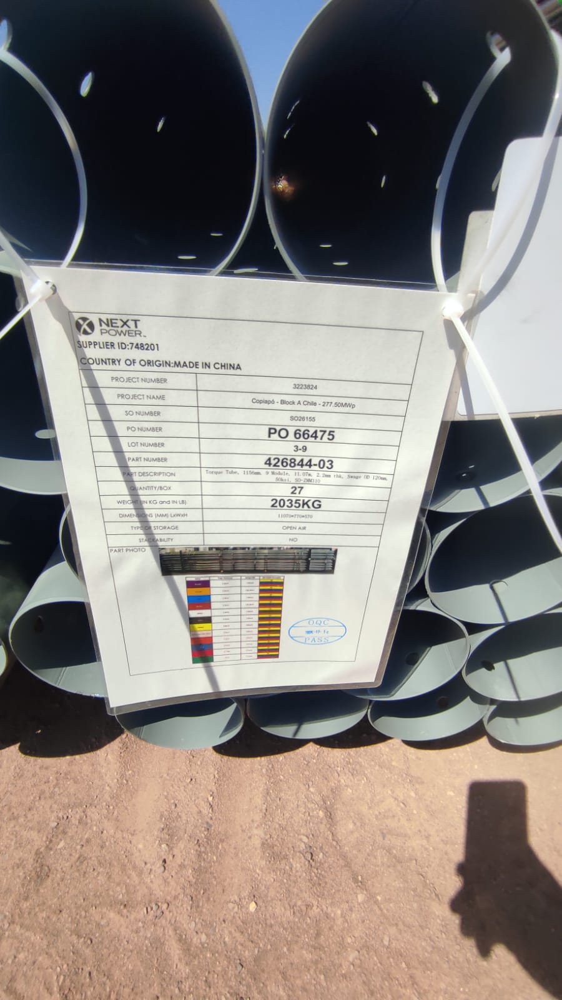 NEXT
POWER
SUPPLIER ID:748201
COUNTRY OF ORIGIN:MADE IN CHINA
PROJECT NUMBER 3223824
PROJECT NAME Copiapó - Block A Chile - 277.50MWp
SO NUMBER SO26155
PO NUMBER PO 66475
LOT NUMBER 3-9
PART NUMBER 426844-03
PART DESCRIPTION Torque Tube, 1156mm, 9 Module, 11.07m, 2.2mm thk, Swage OD 120mm,
50ksi, SO-ZMM310
QUANTITY/BOX 27
WEIGHT (IN KG and IN LB) 2035KG
DIMENSIONS (MM) LxWxH 11070*770*570
TYPE OF STORAGE OPEN AIR
STACKABILITY NO
PART PHOTO
OQC
PASS